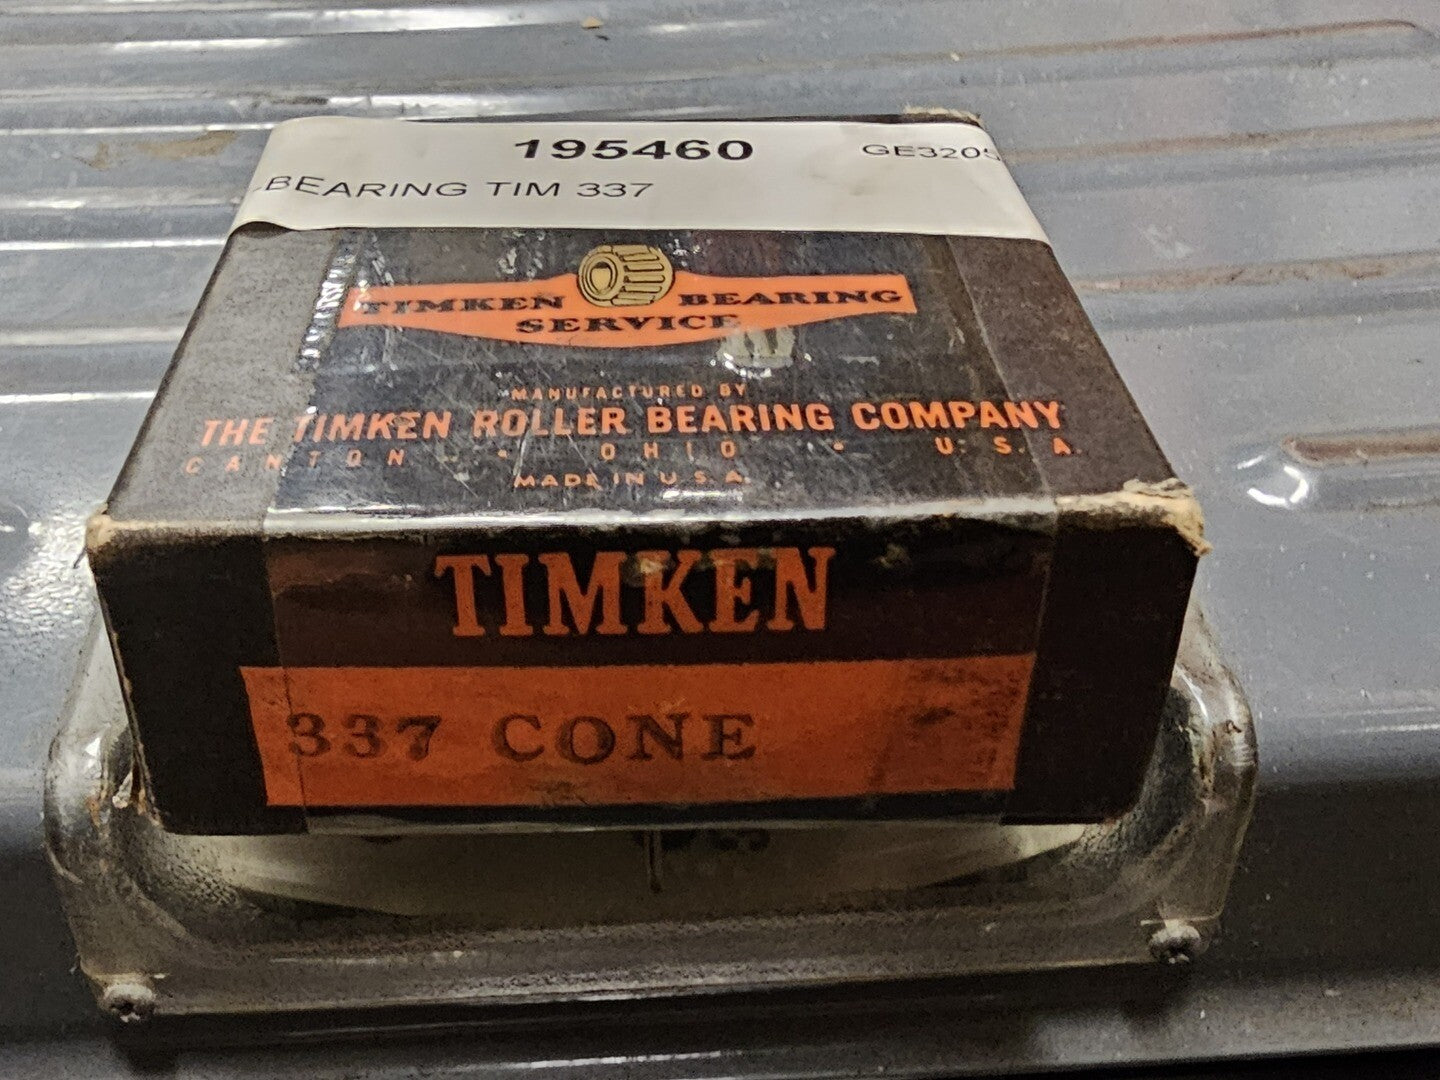 195460 GE3205
BEARING TIM 337
TIMKEN BEARING
SERVICE
MANUFACTURED BY
THE TIMKEN ROLLER BEARING COMPANY
CANTON • OHIO • U.S.A.
MADE IN U.S.A.
TIMKEN
337 CONE